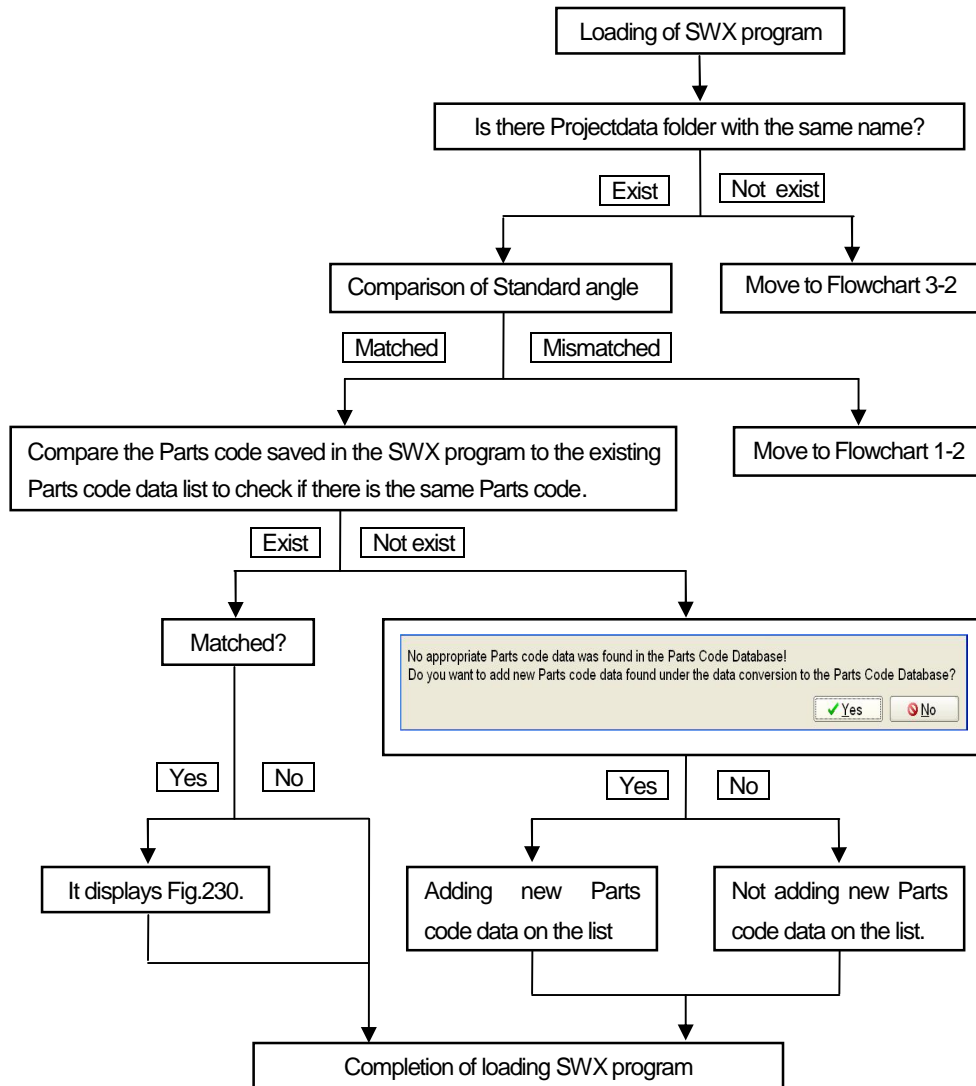 Loading of SWX program
Is there Projectdata folder with the same name?
Exist
Not exist
Comparison of Standard angle
Move to Flowchart 3-2
Matched
Mismatched
Compare the Parts code saved in the SWX program to the existing
Parts code data list to check if there is the same Parts code.
Move to Flowchart 1-2
Exist
Not exist
Matched?
No appropriate Parts code data was found in the Parts Code Database!
Do you want to add new Parts code data found under the data conversion to the Parts Code Database?
Yes
No
Yes
No
Yes
No
It displays Fig.230.
Adding new Parts
code data on the list
Not adding new Parts
code data on the list.
Completion of loading SWX program